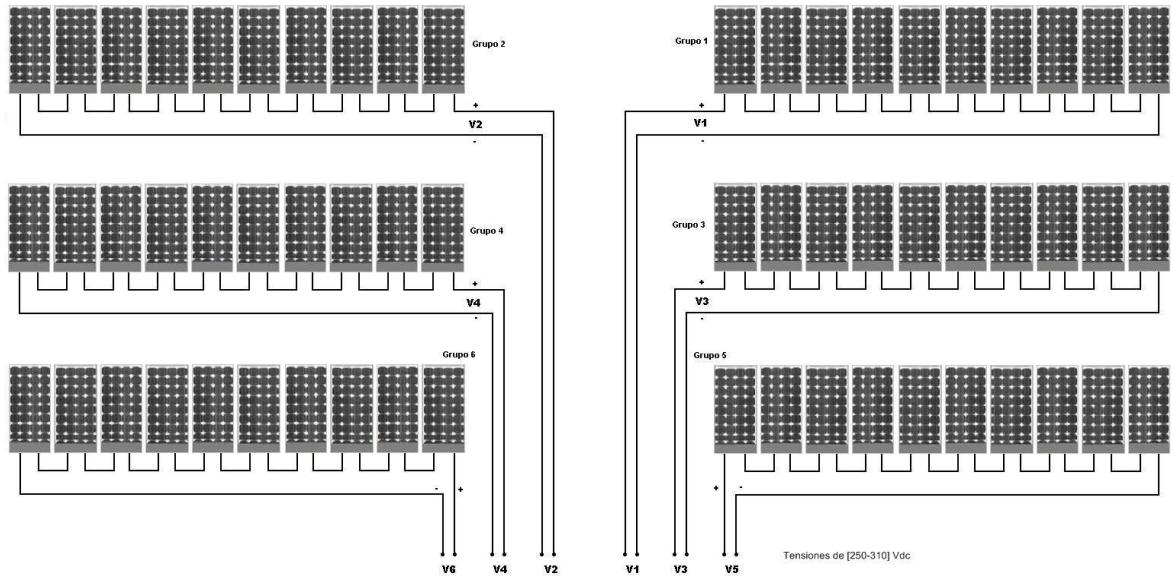 Grupo 2
Grupo 1
+
+
V2
V1
-
-
Grupo 4
Grupo 3
+
+
V4
V3
-
-
Grupo 6
Grupo 5
- +
+ -
Tensiones de [250-310] Vdc
V6 V4 V2 V1 V3 V5